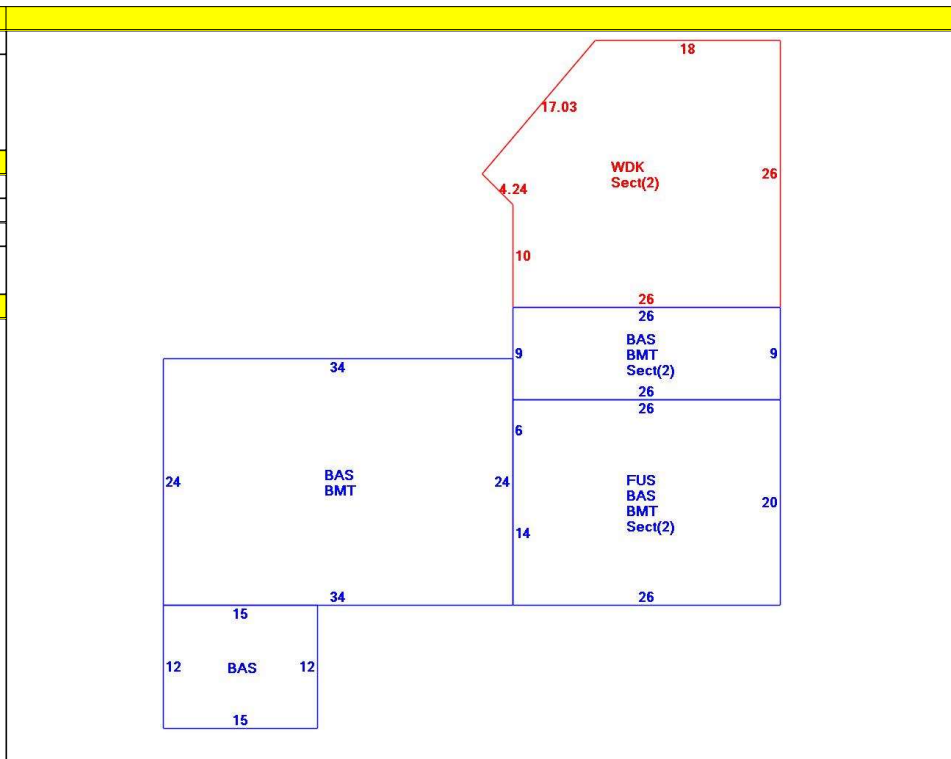 18
17.03
WDK
Sect(2)
26
4.24
10
26
26
BAS
BMT
Sect(2)
9
9
34
26
26
6
24
BAS
BMT
24
FUS
BAS
BMT
Sect(2)
20
14
34
26
15
12
BAS
12
15